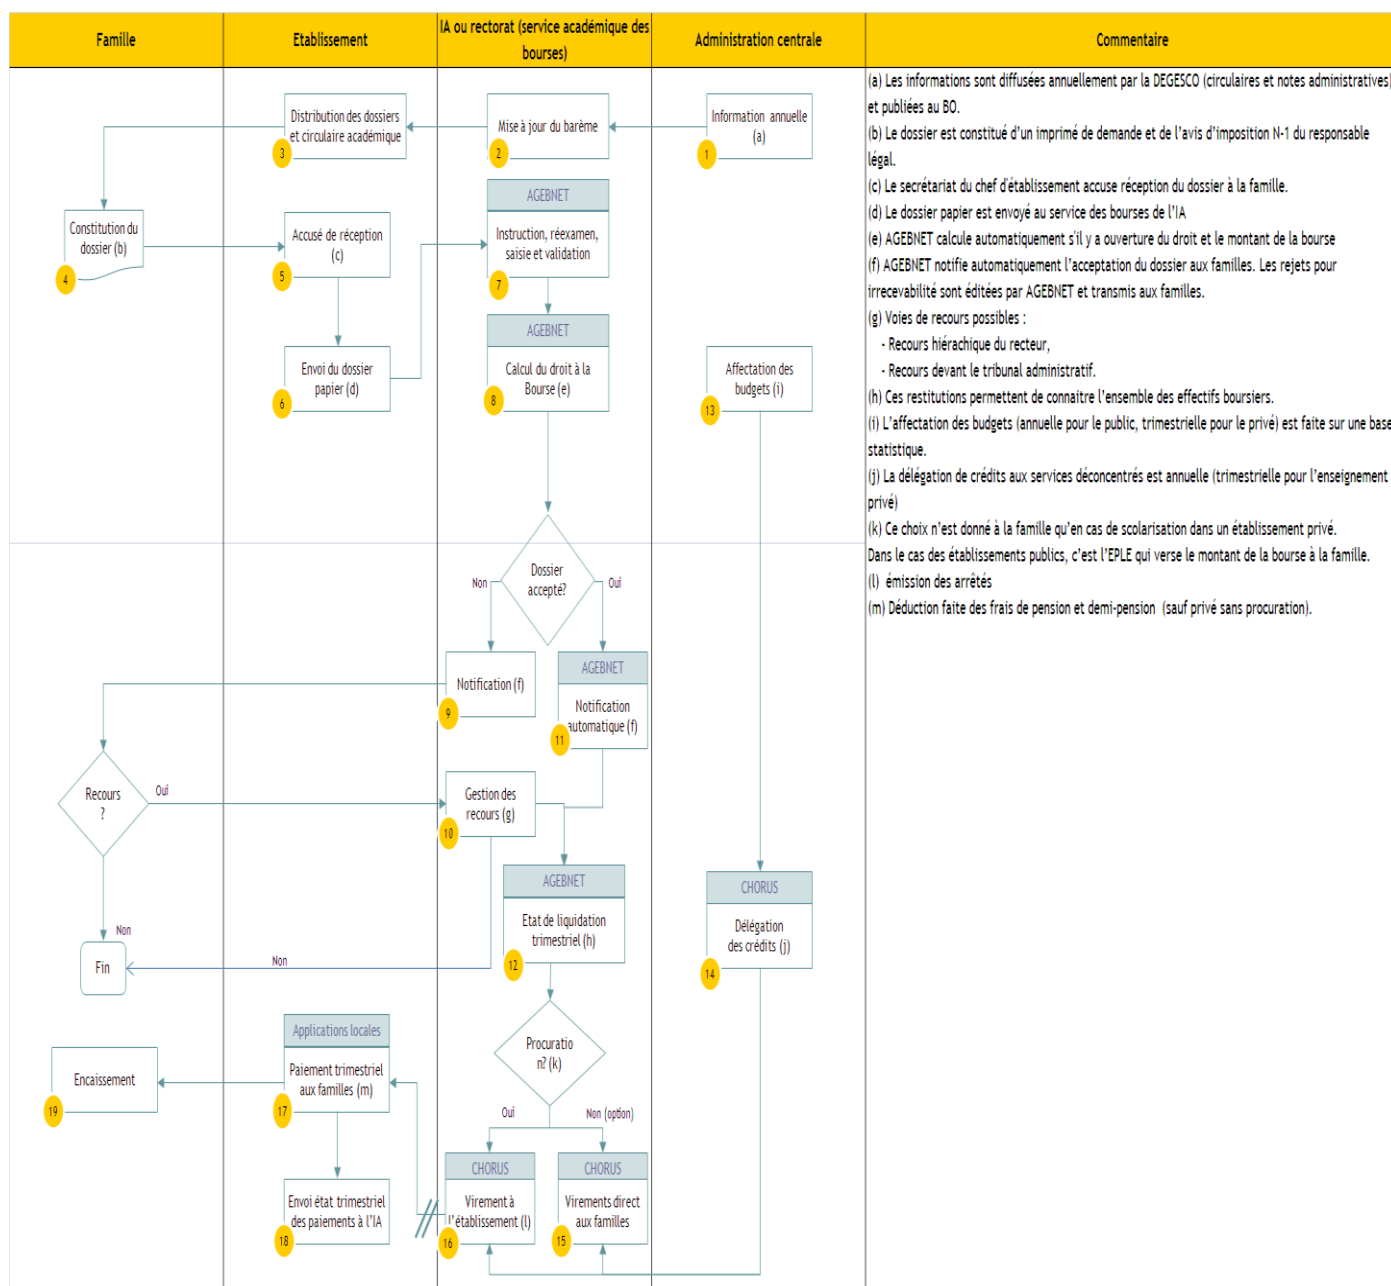 Famille
Etablissement
IA ou rectorat (service académique des
bourses)
Administration centrale
Commentaire
Distribution des dossiers
et circulaire académique
3
Mise à jour du barème
2
Information annuelle
(a)
1
AGEBNET
Instruction, réexamen,
saisie et validation
7
Constitution du
dossier (b)
4
Accusé de réception
(c)
5
Envoi du dossier
papier (d)
6
AGEBNET
Calcul du droit à la
Bourse (e)
8
Affectation des
budgets (i)
13
Dossier
accepté?
Non
Oui
Notification (f)
9
AGEBNET
Notification
automatique (f)
11
Recours
?
Oui
Gestion des
recours (g)
10
AGEBNET
Etat de liquidation
trimestriel (h)
12
CHORUS
Délégation
des crédits (j)
14
Non
Fin
Non
Procuratio
n? (k)
Applications locales
Paiement trimestriel
aux familles (m)
17
Encaissement
19
Oui
Non (option)
CHORUS
Virement à
l'établissement (l)
16
CHORUS
Virements direct
aux familles
15
Envoi état trimestriel
des paiements à l'IA
18
(a) Les informations sont diffusées annuellement par la DEGESCO (circulaires et notes administratives)
et publiées au BO.
(b) Le dossier est constitué d'un imprimé de demande et de l'avis d'imposition N-1 du responsable
légal.
(c) Le secrétariat du chef d'établissement accuse réception du dossier à la famille.
(d) Le dossier papier est envoyé au service des bourses de l'IA
(e) AGEBNET calcule automatiquement s'il y a ouverture du droit et le montant de la bourse
(f) AGEBNET notifie automatiquement l'acceptation du dossier aux familles. Les rejets pour
irrecevabilité sont éditées par AGEBNET et transmis aux familles.
(g) Voies de recours possibles :
- Recours hiérachique du recteur,
- Recours devant le tribunal administratif.
(h) Ces restitutions permettent de connaitre l'ensemble des effectifs boursiers.
(i) L'affectation des budgets (annuelle pour le public, trimestrielle pour le privé) est faite sur une base
statistique.
(j) La délégation de crédits aux services déconcentrés est annuelle (trimestrielle pour l'enseignement
privé)
(k) Ce choix n'est donné à la famille qu'en cas de scolarisation dans un établissement privé.
Dans le cas des établissements publics, c'est l'EPLE qui verse le montant de la bourse à la famille.
(l) émission des arrêtés
(m) Déduction faite des frais de pension et demi-pension (sauf privé sans procuration).